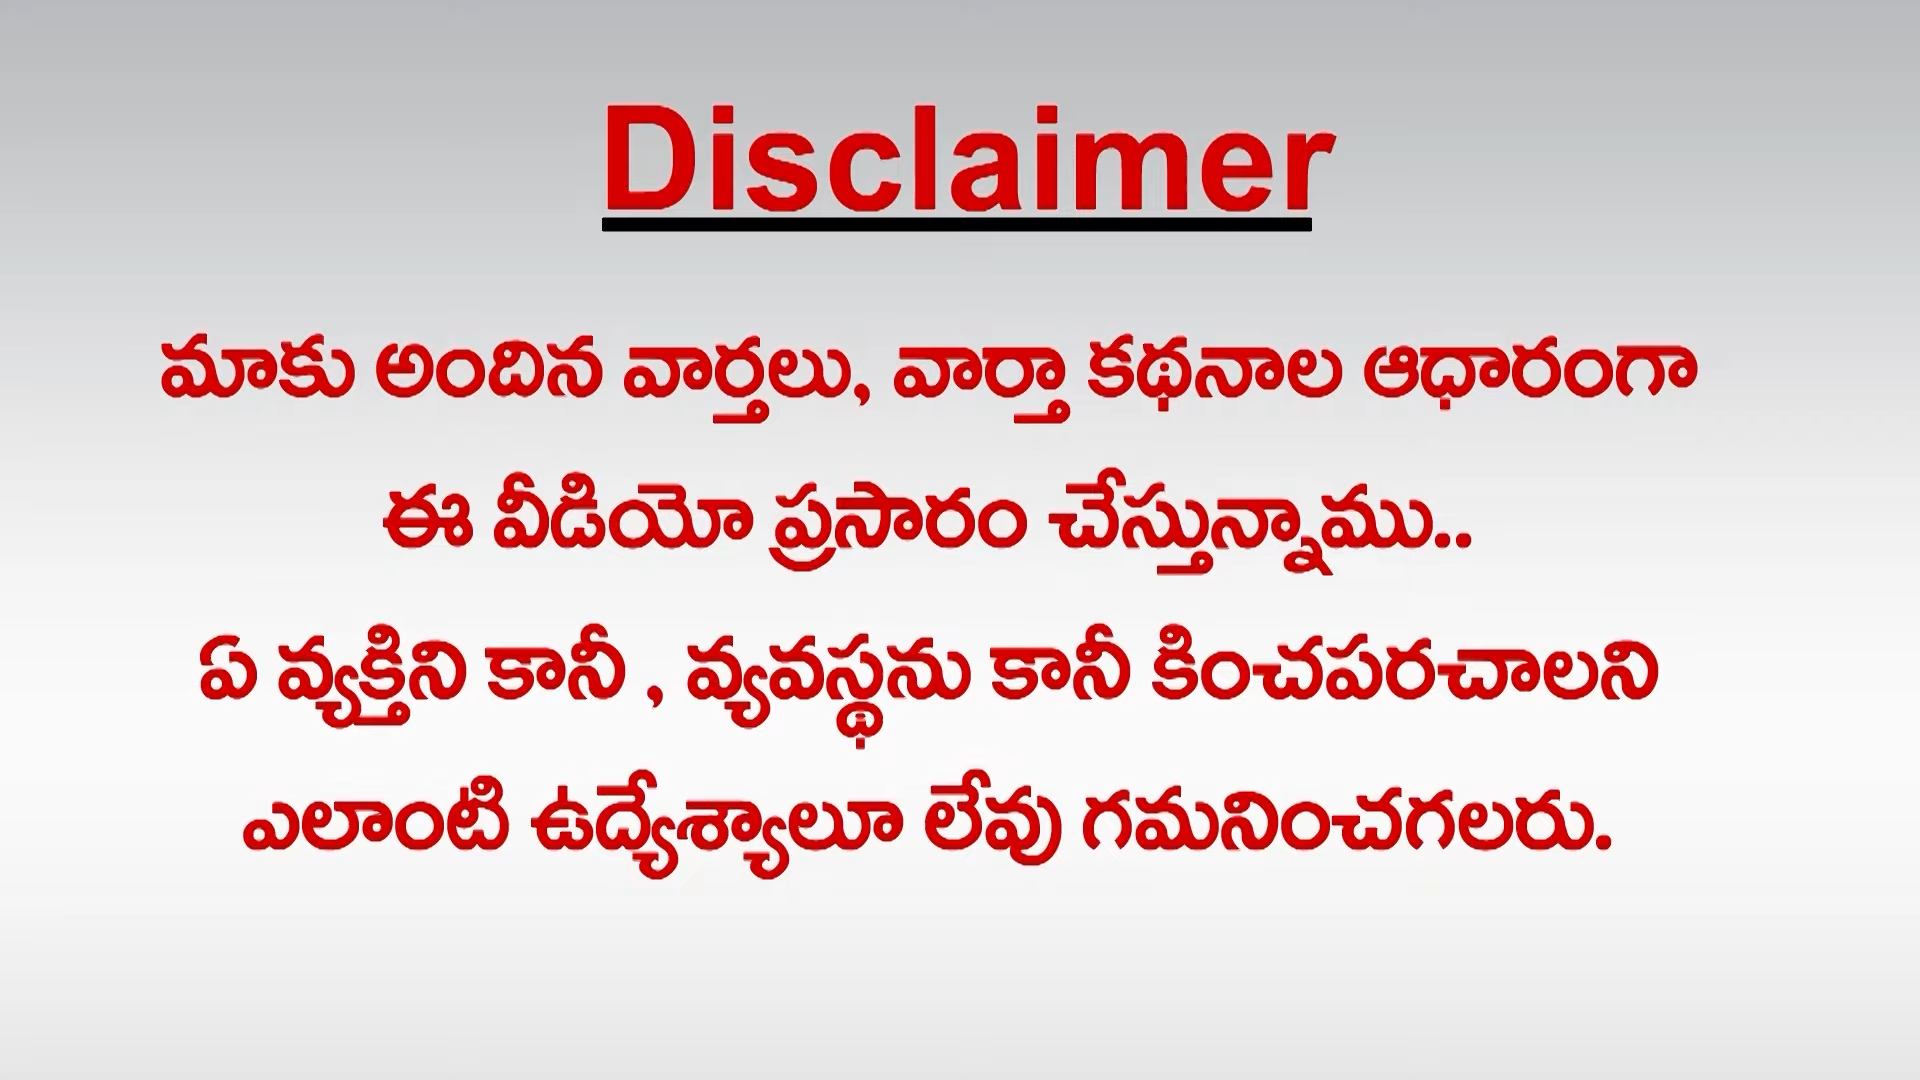 Disclaimer
మాకు అందిన వార్తలు, వార్తా కథనాల ఆధారంగా
ఈ వీడియో ప్రసారం చేస్తున్నాము..
ఏ వ్యక్తిని కానీ , వ్యవస్థను కానీ కించపరచాలని
ఎలాంటి ఉద్యేశ్యాలూ లేవు గమనించగలరు.